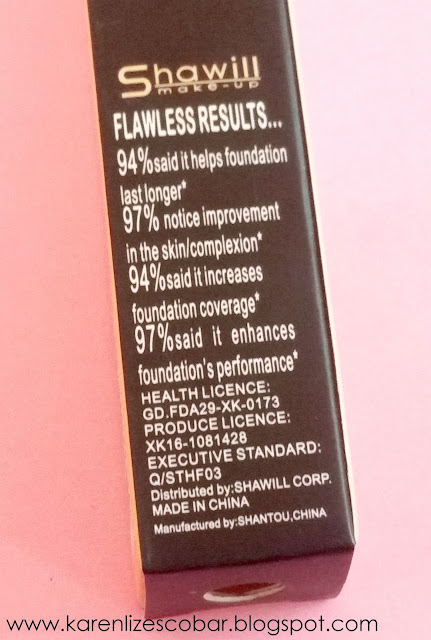 Shawill
make-up
FLAWLESS RESULTS...
94% said it helps foundation
last longer*
97% notice improvement
in the skin/complexion*
94% said it increases
foundation coverage*
97% said it enhances
foundation's performance*
HEALTH LICENCE:
GD.FDA29-XK-0173
PRODUCE LICENCE:
XK16-1081428
EXECUTIVE STANDARD:
Q/STHF03
Distributed by:SHAWILL CORP.
MADE IN CHINA
Manufactured by:SHANTOU,CHINA
www.karenlizescobar.blogspot.com